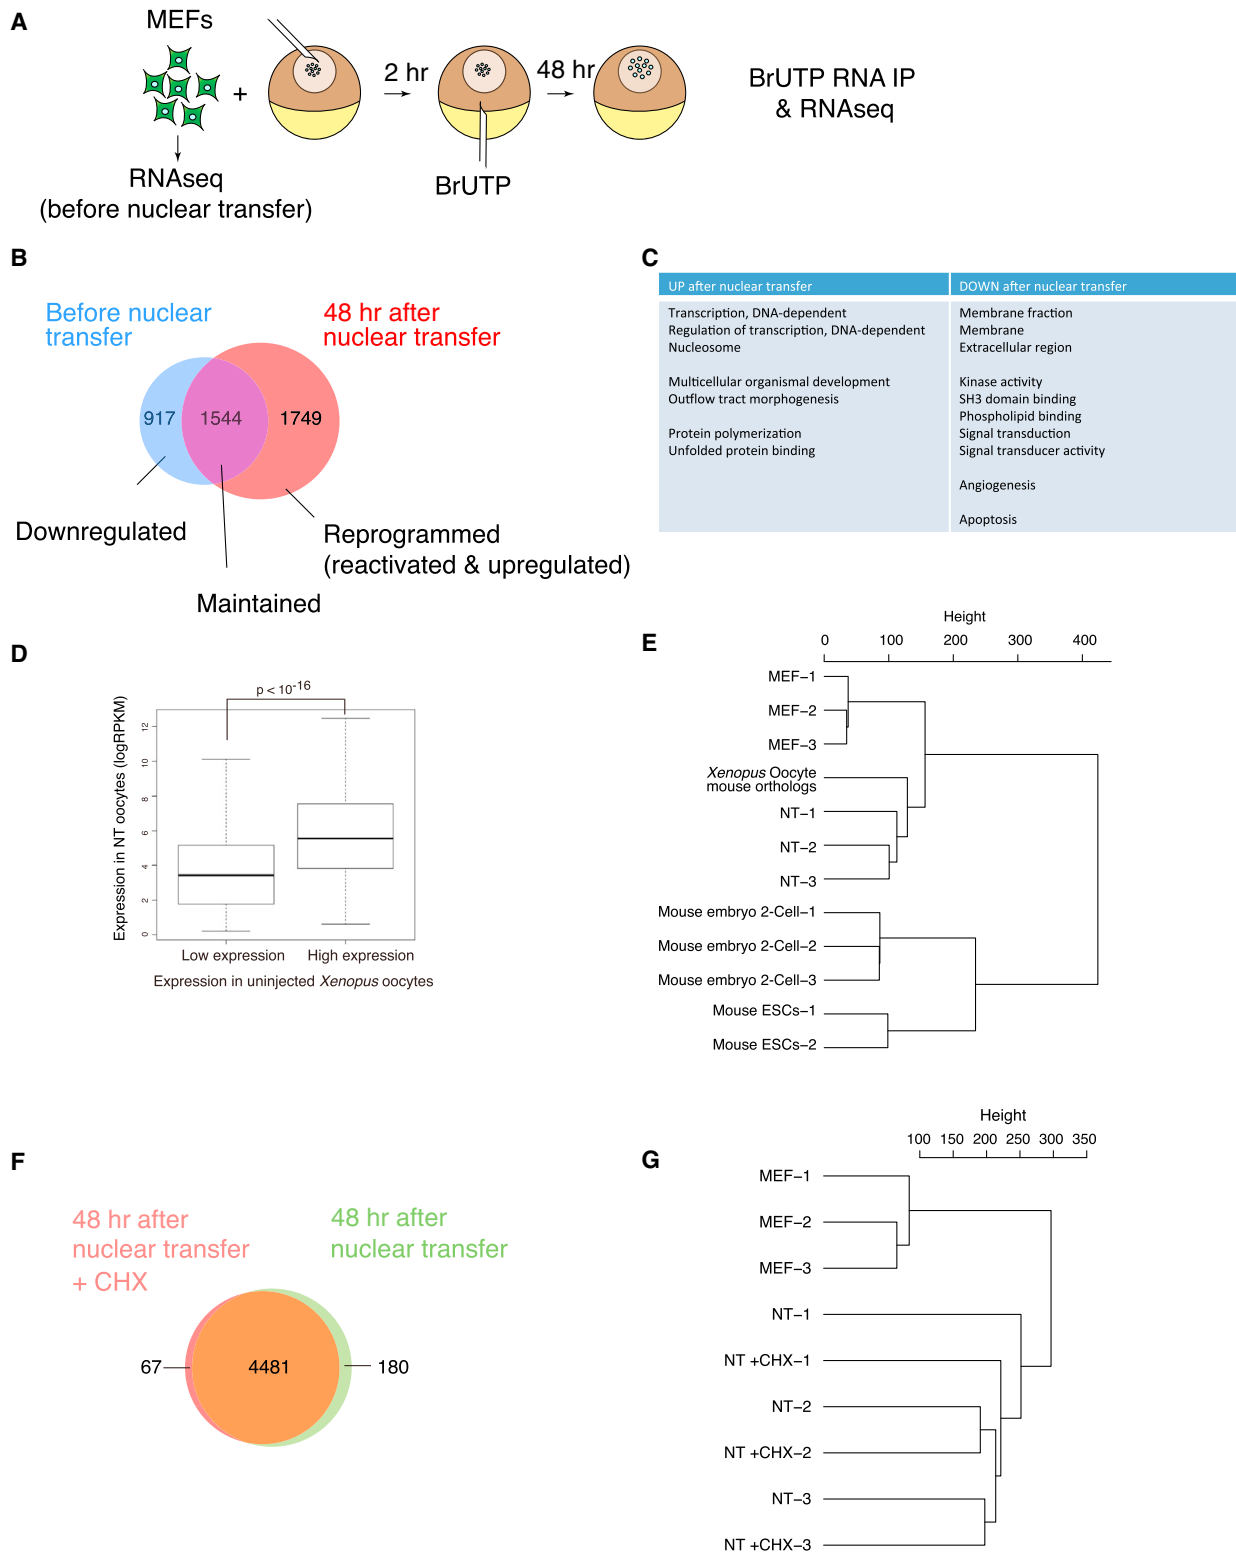 A
MEFs
+
2 hr
48 hr
BrUTP RNA IP
& RNAseq
RNAseq
(before nuclear transfer)
BrUTP
B
Before nuclear
transfer
48 hr after
nuclear transfer
917
1544
1749
Downregulated
Maintained
Reprogrammed
(reactivated & upregulated)
C
UP after nuclear transfer
DOWN after nuclear transfer
Transcription, DNA-dependent
Regulation of transcription, DNA-dependent
Nucleosome
Multicellular organismal development
Outflow tract morphogenesis
Protein polymerization
Unfolded protein binding
Membrane fraction
Membrane
Extracellular region
Kinase activity
SH3 domain binding
Phospholipid binding
Signal transduction
Signal transducer activity
Angiogenesis
Apoptosis
D
p < 10-16
Expression in NT oocytes (logRPKM)
12
10
8
6
4
2
0
Low expression
High expression
Expression in uninjected Xenopus oocytes
E
Height
0 100 200 300 400
MEF−1
MEF−2
MEF−3
Xenopus Oocyte
mouse orthologs
NT−1
NT−2
NT−3
Mouse embryo 2-Cell−1
Mouse embryo 2-Cell−2
Mouse embryo 2-Cell−3
Mouse ESCs−1
Mouse ESCs−2
F
48 hr after
nuclear transfer
+ CHX
48 hr after
nuclear transfer
67
4481
180
G
Height
100 150 200 250 300 350
MEF−1
MEF−2
MEF−3
NT−1
NT +CHX−1
NT−2
NT +CHX−2
NT−3
NT +CHX−3